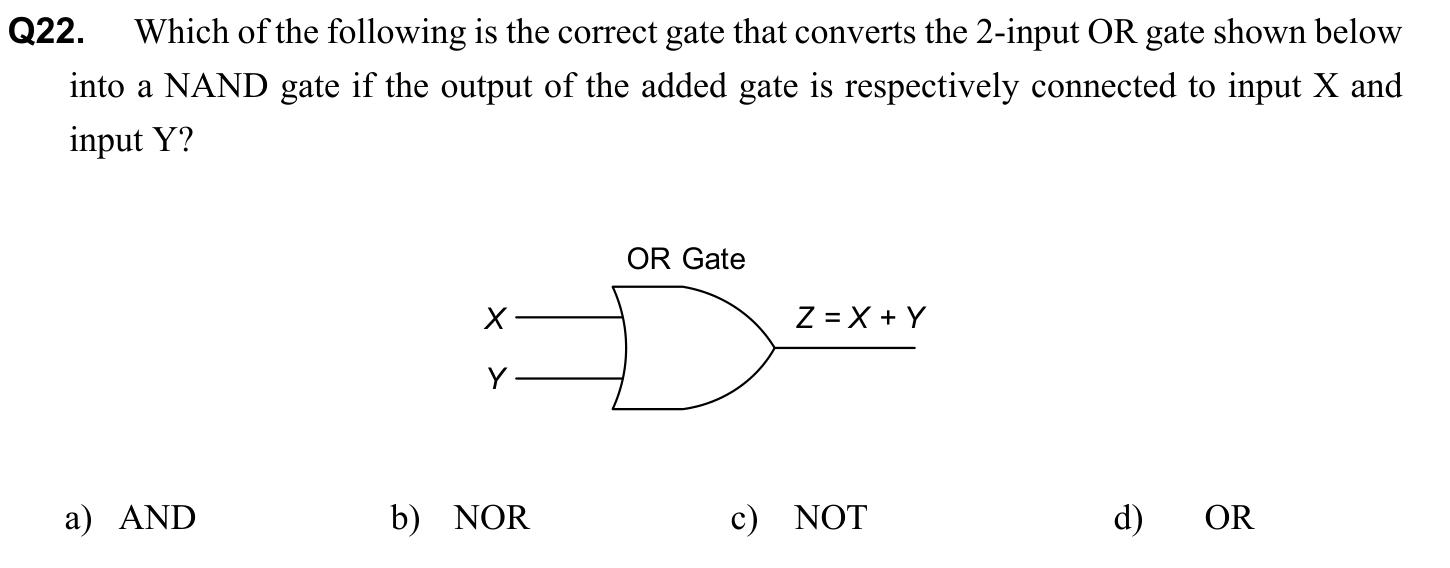 Q22. Which of the following is the correct gate that converts the 2-input OR gate shown below
into a NAND gate if the output of the added gate is respectively connected to input X and
input Y?
OR Gate
X
Z = X + Y
Y
a) AND b) NOR c) NOT d) OR